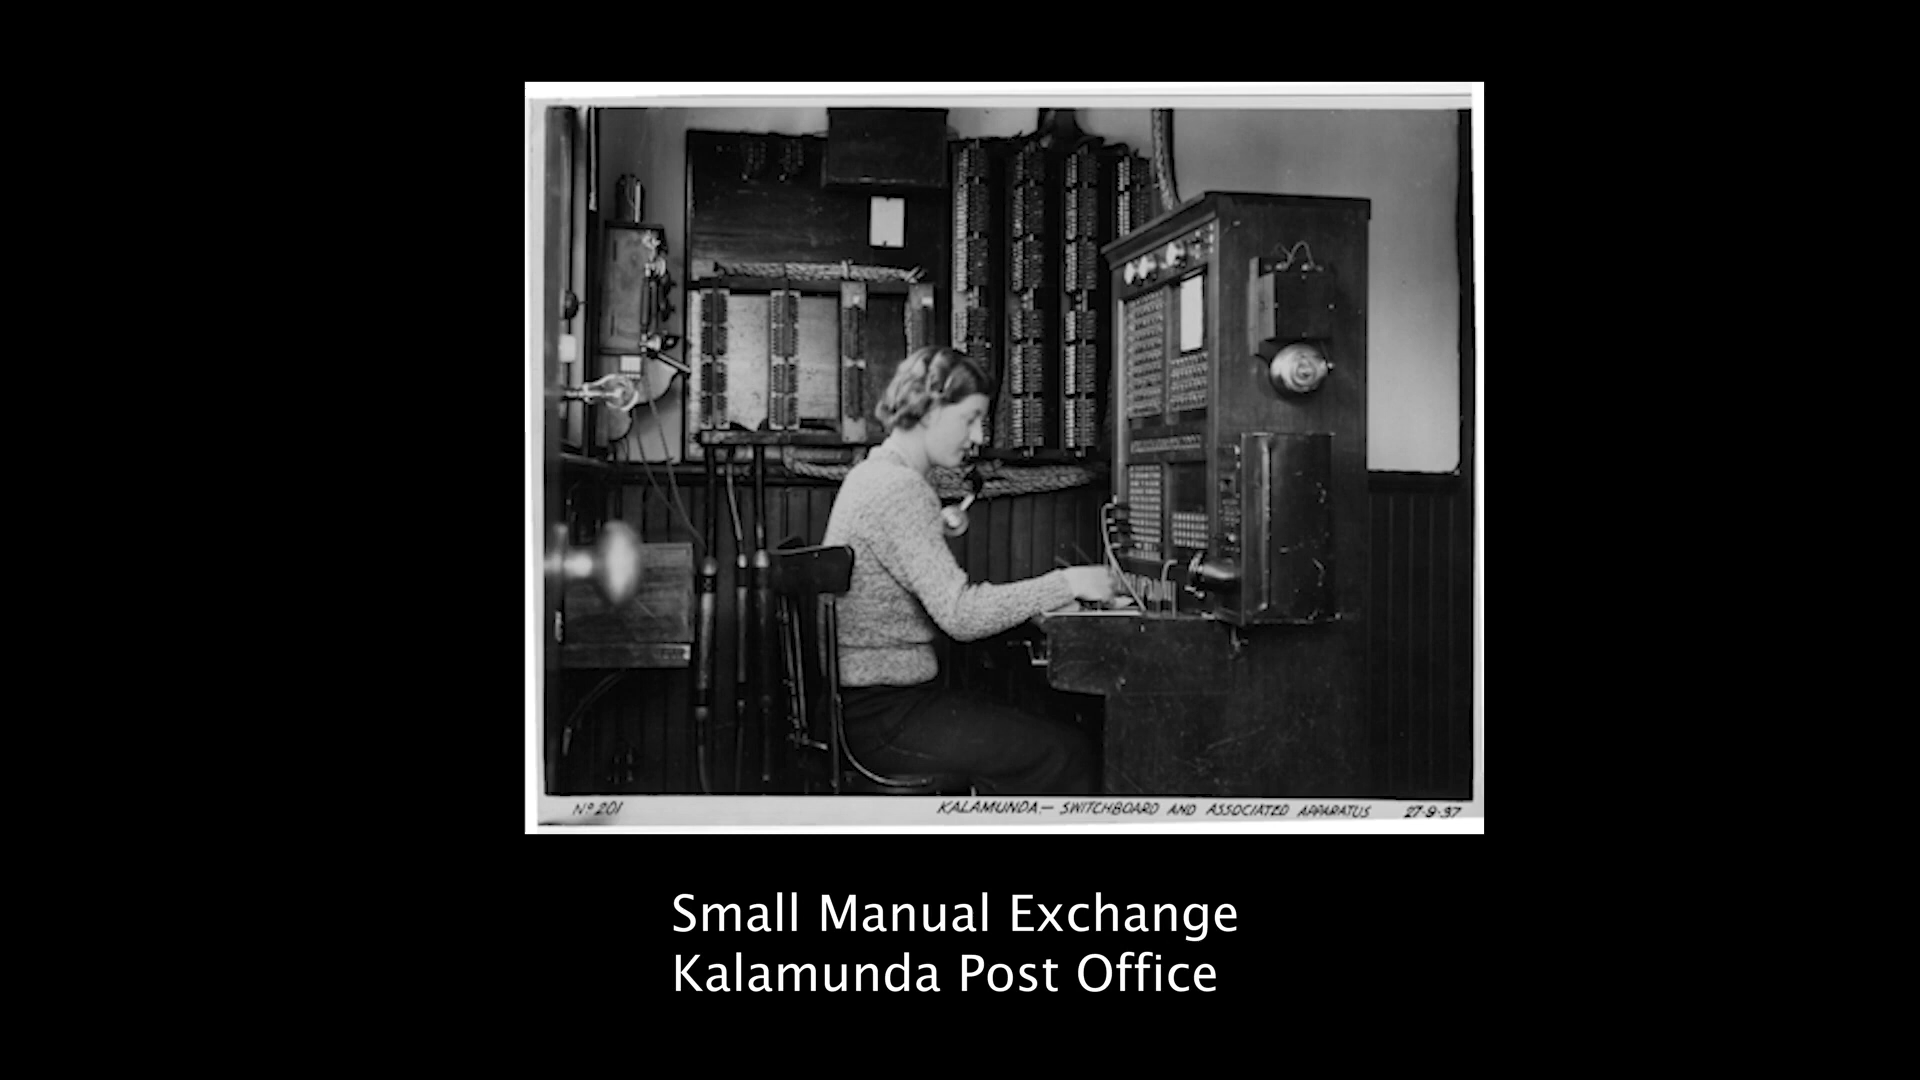 Nº 201
KALAMUNDA:— SWITCHBOARD AND ASSOCIATED APPARATUS 27-9-37
Small Manual Exchange
Kalamunda Post Office